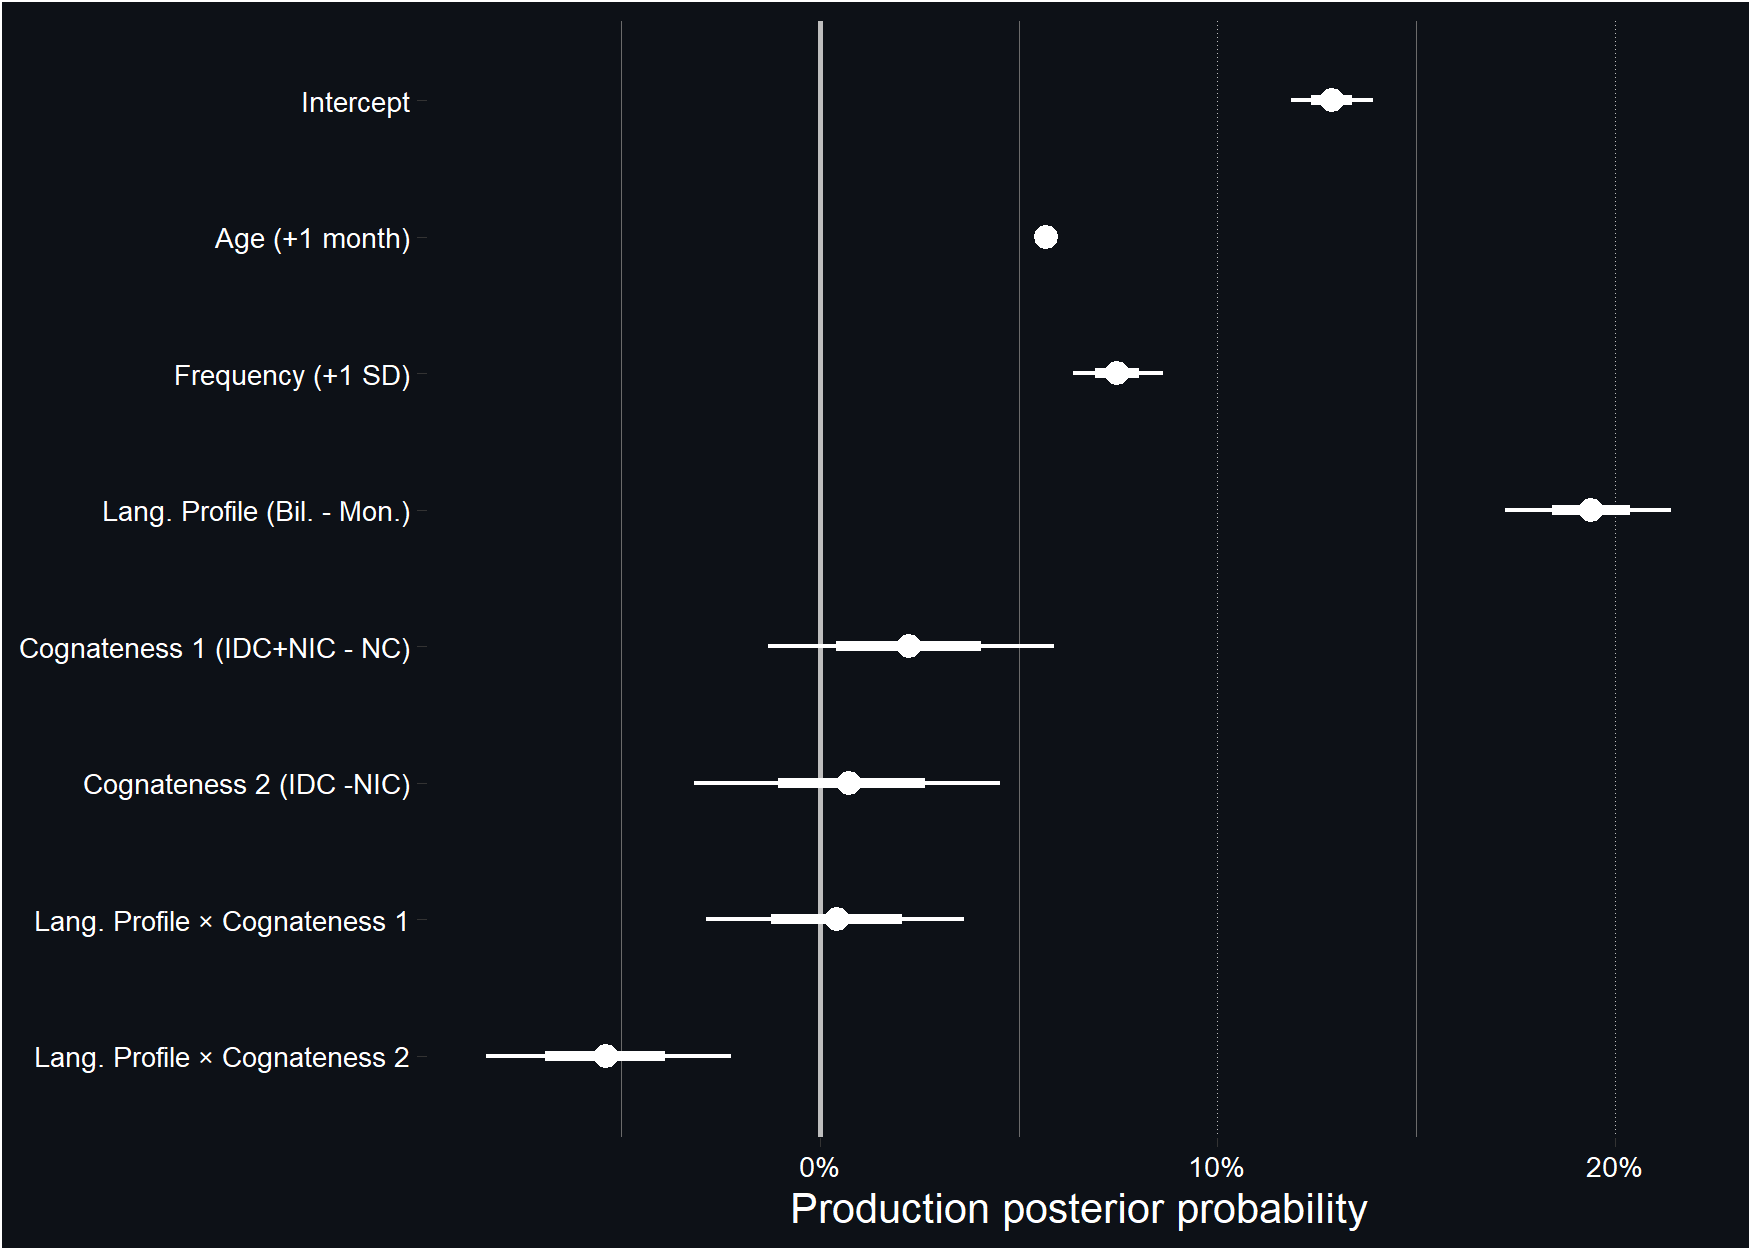 Intercept
Age (+1 month)
Frequency (+1 SD)
Lang. Profile (Bil. - Mon.)
Cognateness 1 (IDC+NIC - NC)
Cognateness 2 (IDC -NIC)
Lang. Profile × Cognateness 1
Lang. Profile × Cognateness 2
0% 10% 20%
Production posterior probability